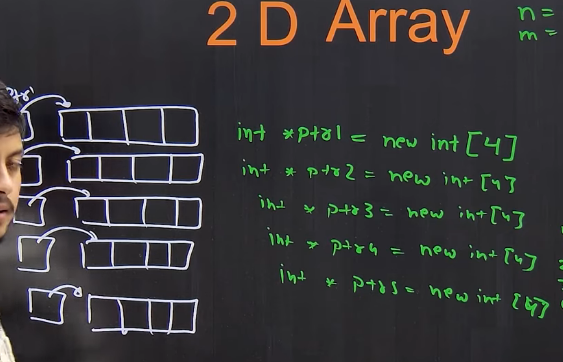 2 D Array
n =
m =
ptr1
int *ptr1 = new int [4]
int * ptr2 = new int [4]
int * ptr3 = new int [4]
int * ptr4 = new int [4]
int * ptr5 = new int [4]